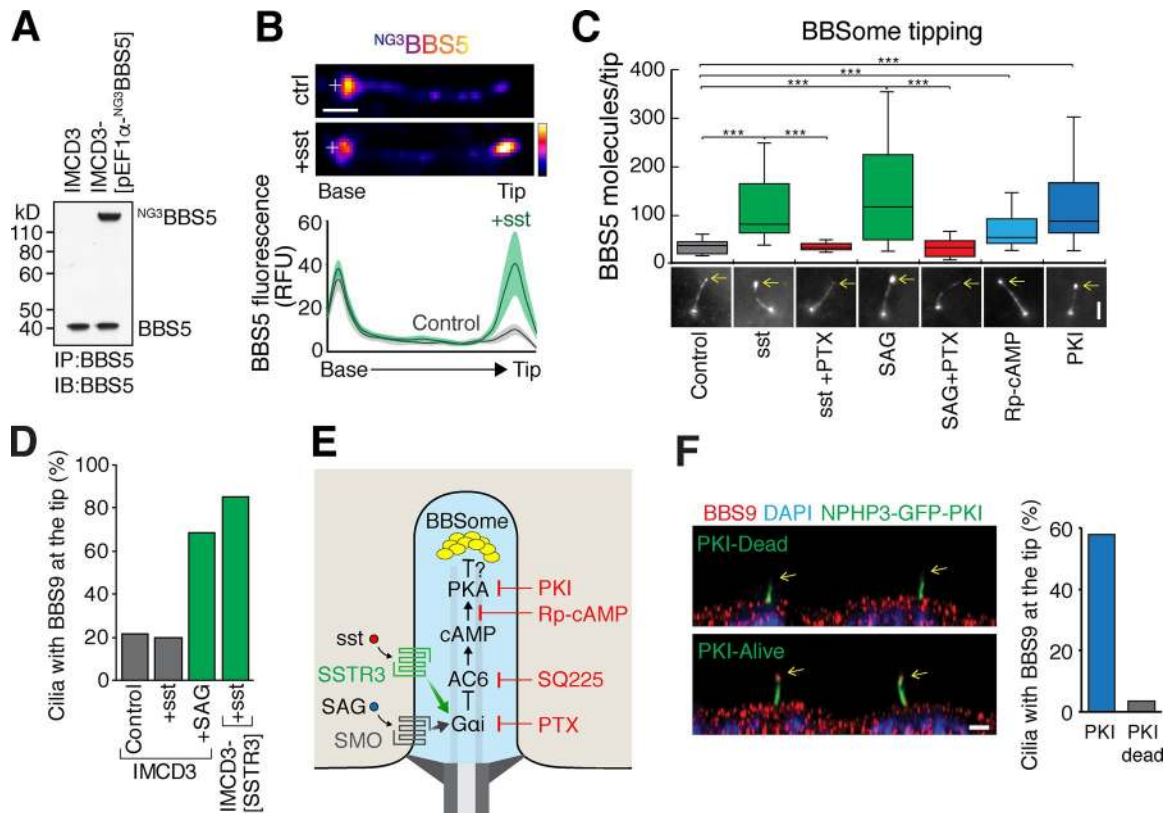 A
IMCD3
IMCD3-
[pEF1α-NG3BBS5]
kD
110
80
60
50
40
NG3BBS5
BBS5
IP:BBS5
IB:BBS5
B
NG3BBS5
ctrl
+sst
Base
Tip
BBS5 fluorescence
(RFU)
60
40
20
0
+sst
Control
Base
Tip
C
BBSome tipping
BBS5 molecules/tip
400
300
200
100
0
***
***
***
***
***
***
Control
sst
sst +PTX
SAG
SAG+PTX
Rp-cAMP
PKI
D
Cilia with BBS9 at the tip (%)
100
80
60
40
20
0
Control
+sst
+SAG
+sst
IMCD3
IMCD3-
[SSTR3]
E
BBSome
?
PKA
PKI
Rp-cAMP
cAMP
sst
SSTR3
AC6
SQ225
SAG
SMO
Gαi
PTX
F
BBS9 DAPI NPHP3-GFP-PKI
PKI-Dead
PKI-Alive
Cilia with BBS9 at the tip (%)
60
40
20
0
PKI
PKI
dead